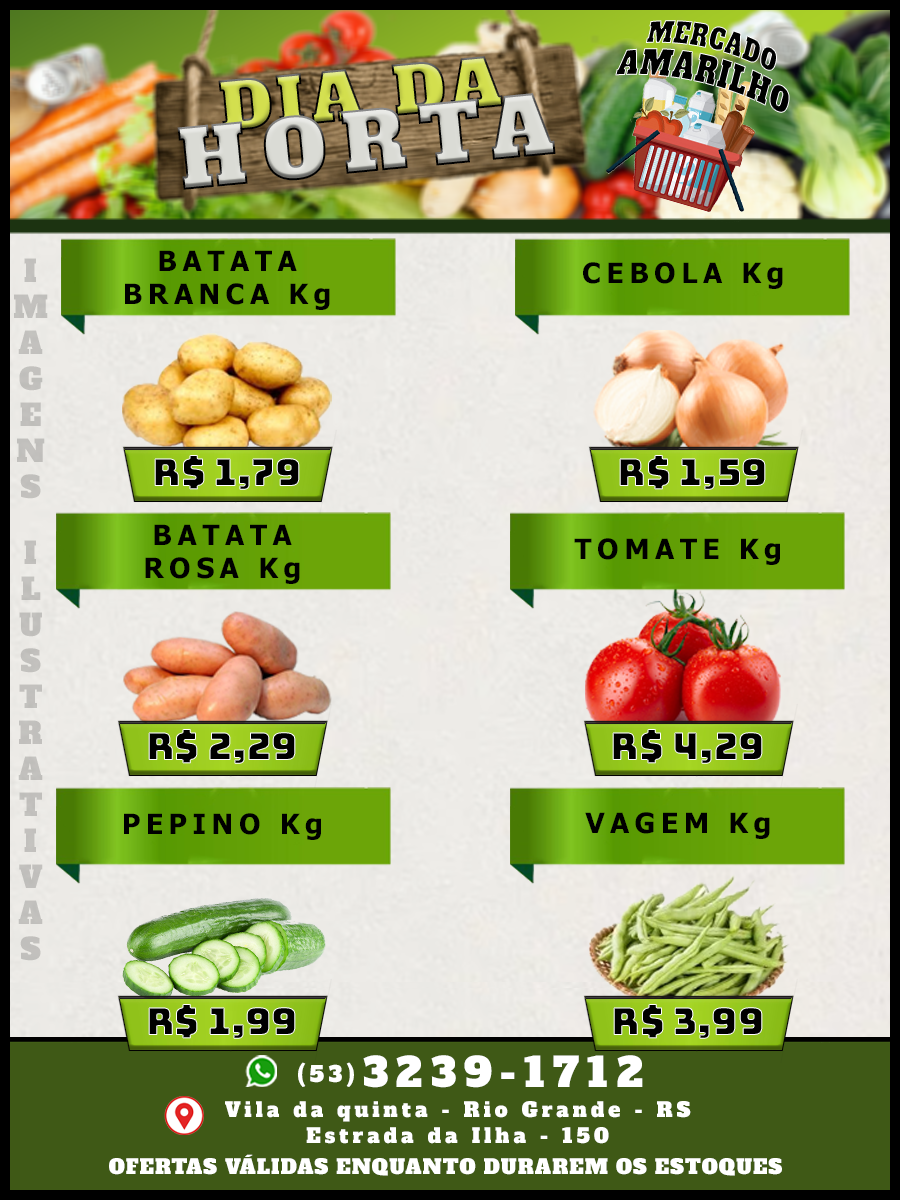 DIA DA
HORTA
MERCADO
AMARILHO
IMAGENS ILUSTRATIVAS
BATATA
BRANCA Kg
R$ 1,79
CEBOLA Kg
R$ 1,59
BATATA
ROSA Kg
R$ 2,29
TOMATE Kg
R$ 4,29
PEPINO Kg
R$ 1,99
VAGEM Kg
R$ 3,99
(53) 3239-1712
Vila da quinta - Rio Grande - RS
Estrada da Ilha - 150
OFERTAS VÁLIDAS ENQUANTO DURAREM OS ESTOQUES